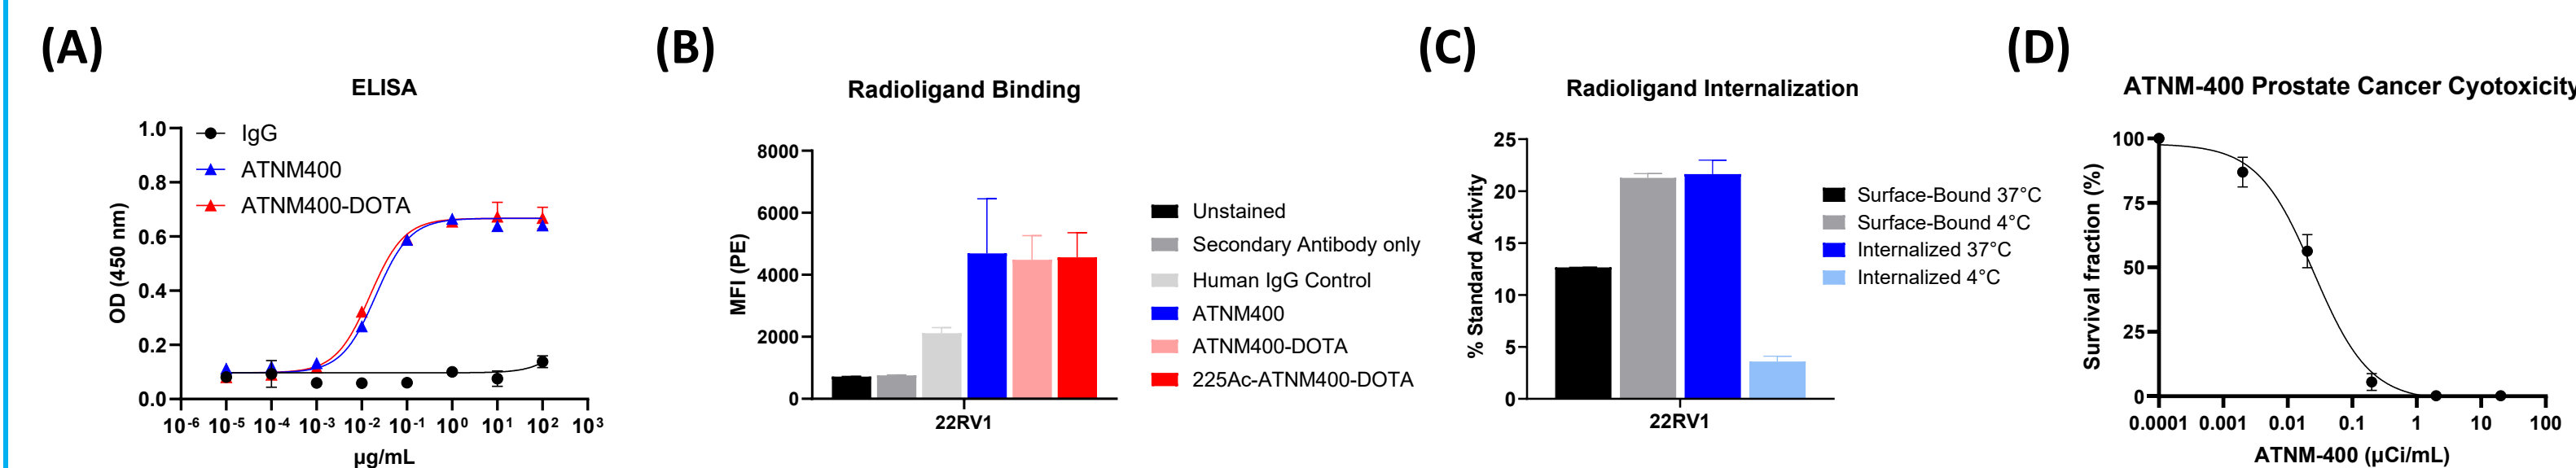 (A)
ELISA
OD (450 nm)
1.0
0.8
0.6
0.4
0.2
0.0
IgG
ATNM400
ATNM400-DOTA
10-6 10-5 10-4 10-3 10-2 10-1 100 101 102 103
µg/mL
(B)
Radioligand Binding
MFI (PE)
8000
6000
4000
2000
0
22RV1
Unstained
Secondary Antibody only
Human IgG Control
ATNM400
ATNM400-DOTA
225Ac-ATNM400-DOTA
(C)
Radioligand Internalization
% Standard Activity
25
20
15
10
5
0
22RV1
Surface-Bound 37°C
Surface-Bound 4°C
Internalized 37°C
Internalized 4°C
(D)
ATNM-400 Prostate Cancer Cyotoxicity
Survival fraction (%)
100
75
50
25
0
0.0001 0.001 0.01 0.1 1 10 100
ATNM-400 (µCi/mL)